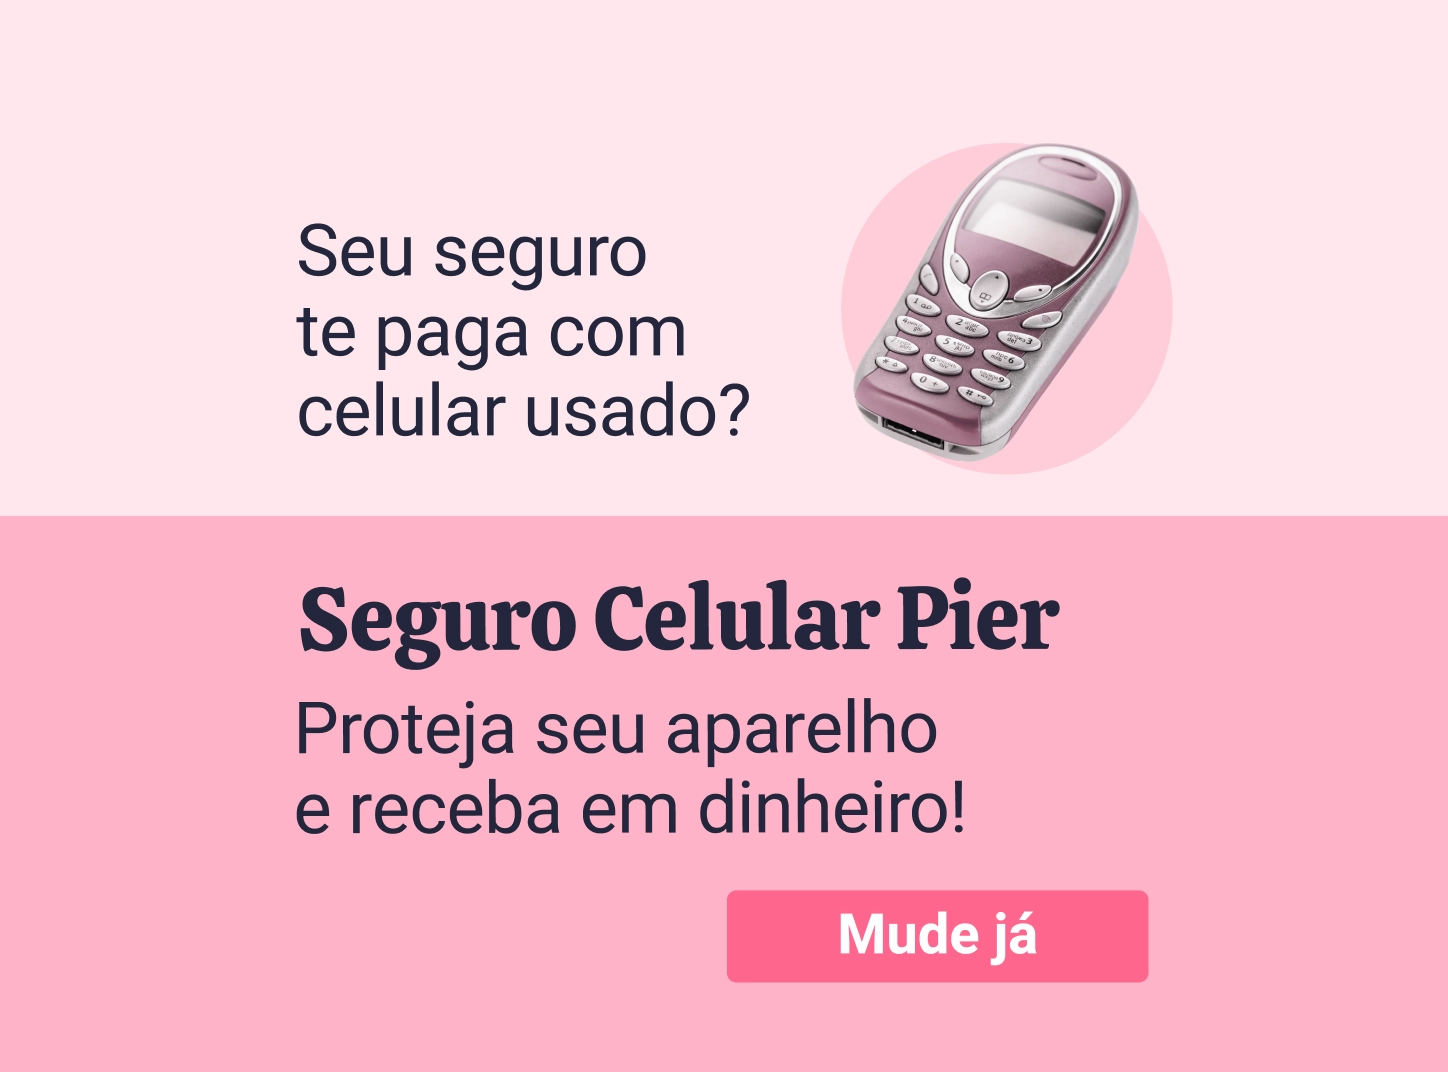 Seu seguro
te paga com
celular usado?
Seguro Celular Pier
Proteja seu aparelho
e receba em dinheiro!
Mude já